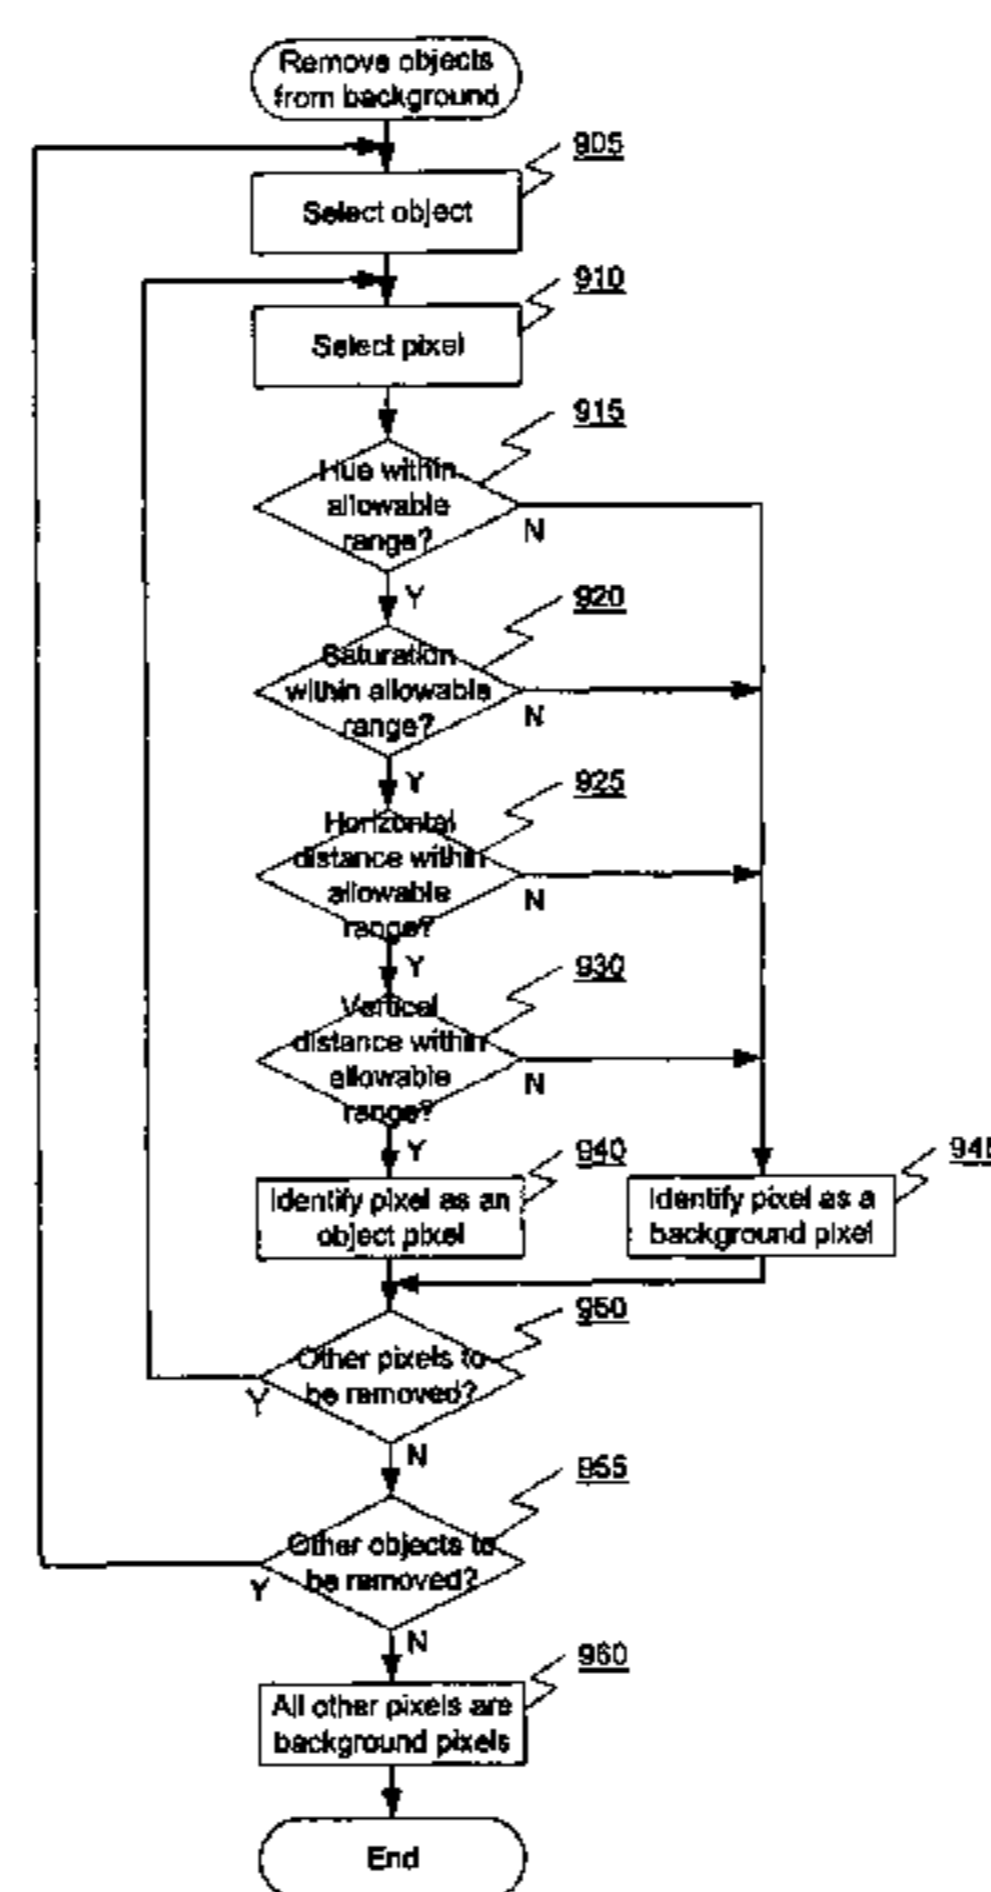 Remove objects
from background
905
Select object
910
Select pixel
915
Hue within
allowable
range?
N
Y
920
Saturation
within allowable
range?
N
Y
925
Horizontal
distance within
allowable
range?
N
Y
930
Vertical
distance within
allowable
range?
N
Y
940
Identify pixel as an
object pixel
Identify pixel as a
background pixel
950
Other pixels to
be removed?
Y
N
955
Other objects to
be removed?
Y
N
960
All other pixels are
background pixels
End